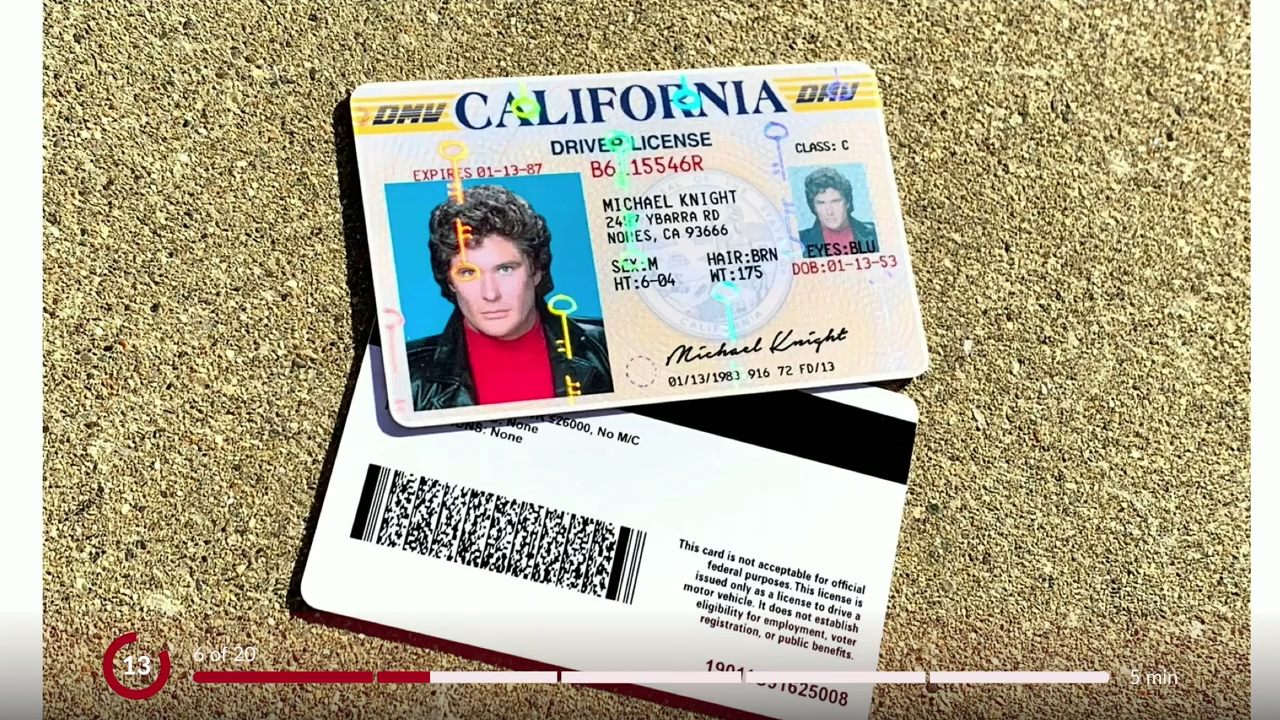 DMV CALIFORNIA DMV
DRIVER LICENSE
CLASS: C
EXPIRES 01-13-87
15546R
MICHAEL KNIGHT
YBARRA RD
CA 93666
SEX:M HAIR:BRN
HT:6-04 WT:175
EYES:BLU
DOB:01-13-53
Michael Knight
01/13/1983 916 72 FD/13
CALIFORNIA
26000, No M/C
None
None
This card is not acceptable for official
federal purposes. This license is
issued only as a license to drive a
motor vehicle. It does not establish
eligibility for employment, voter
registration, or public benefits.
13
6 of 20
5 min